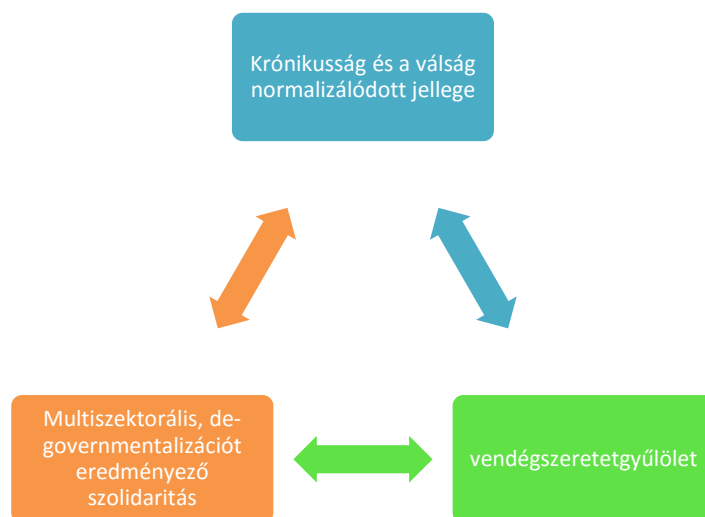 Krónikusság és a válság
normalizálódott jellege
Multiszektorális, de-
governmentalizációt
eredményező
szolidaritás
vendégszeretetgyűlölet